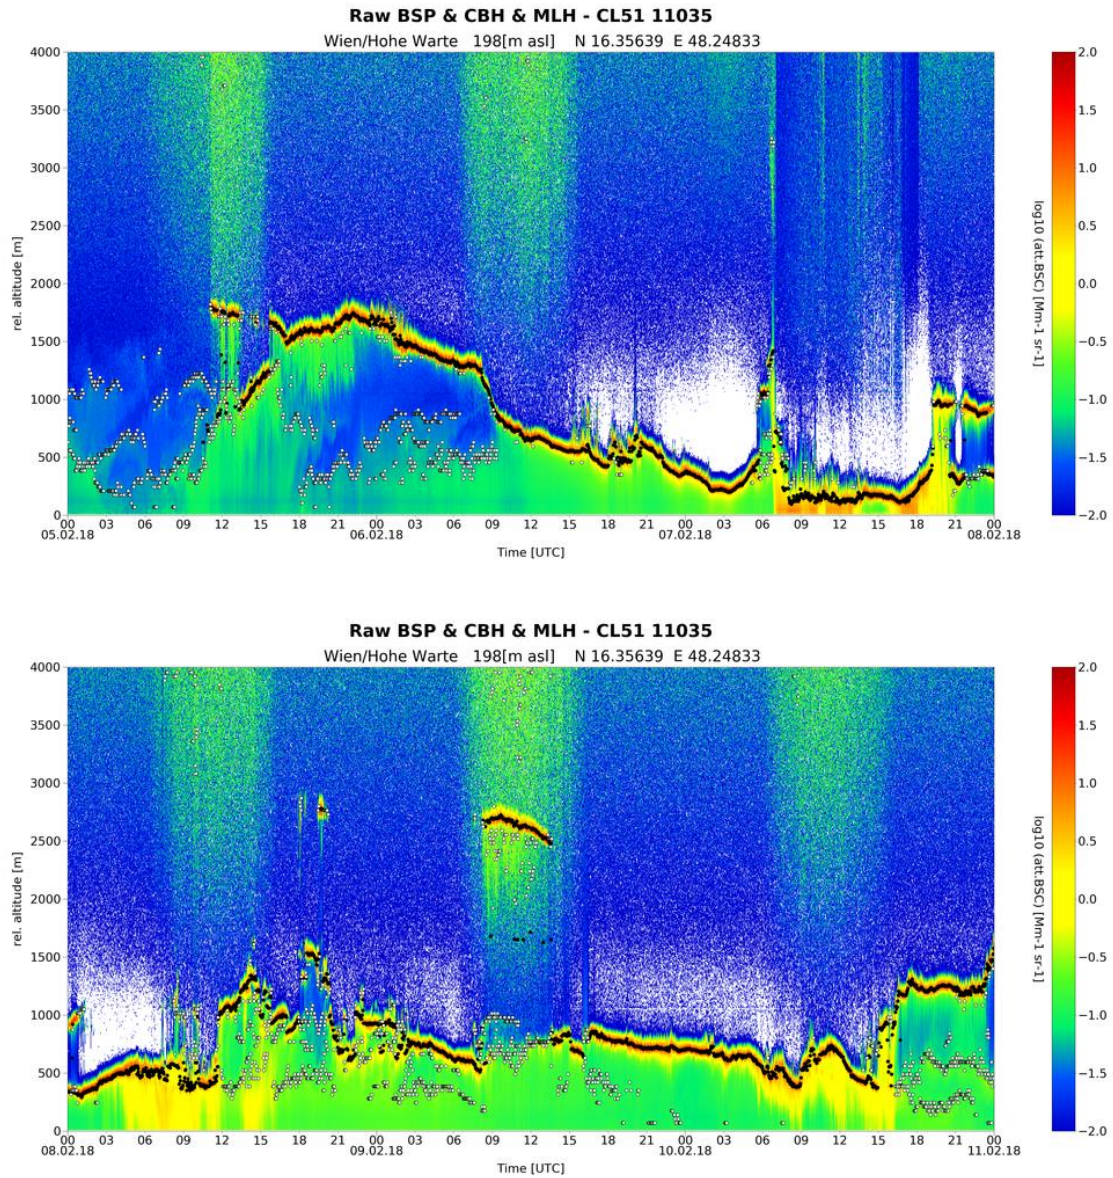 Raw BSP & CBH & MLH - CL51 11035
Wien/Hohe Warte 198[m asl] N 16.35639 E 48.24833
4000
3500
3000
2500
2000
1500
1000
500
0
rel. altitude [m]
00 03 06 09 12 15 18 21 00 03 06 09 12 15 18 21 00 03 06 09 12 15 18 21 00
05.02.18 06.02.18 07.02.18 08.02.18
Time [UTC]
2.0
1.5
1.0
0.5
0.0
−0.5
−1.0
−1.5
−2.0
log10 (att.BSC) [Mm-1 sr-1]
Raw BSP & CBH & MLH - CL51 11035
Wien/Hohe Warte 198[m asl] N 16.35639 E 48.24833
4000
3500
3000
2500
2000
1500
1000
500
0
rel. altitude [m]
00 03 06 09 12 15 18 21 00 03 06 09 12 15 18 21 00 03 06 09 12 15 18 21 00
08.02.18 09.02.18 10.02.18 11.02.18
Time [UTC]
2.0
1.5
1.0
0.5
0.0
−0.5
−1.0
−1.5
−2.0
log10 (att.BSC) [Mm-1 sr-1]